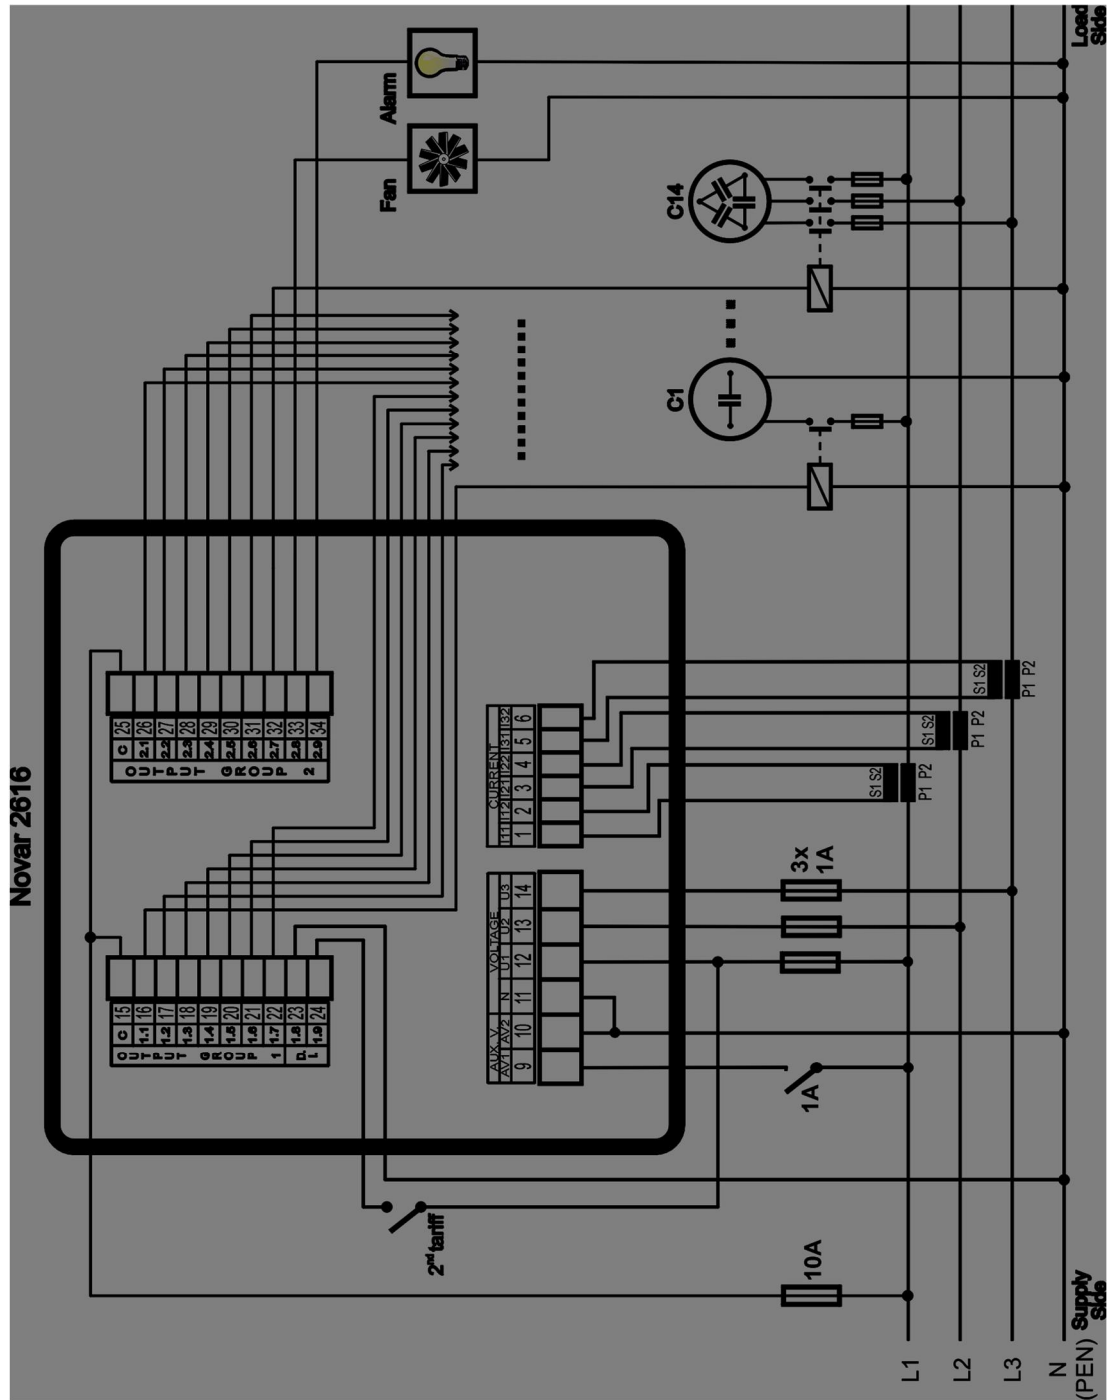 Novar 2616
C 15
1.1 16
1.2 17
1.3 18
1.4 19
1.5 20
1.6 21
1.7 22
1.8 23
1.9 24
OUTPUT GROUP 1
D.I.
C 25
2.1 26
2.2 27
2.3 28
2.4 29
2.5 30
2.6 31
2.7 32
2.8 33
2.9 34
OUTPUT GROUP 2
AUX. V.
AV1 AV2
9 10
VOLTAGE
N U1 U2 U3
11 12 13 14
CURRENT
I11 I12 I21 I22 I31 I32
1 2 3 4 5 6
Fan
Alarm
2nd tariff
C1
C14
10A
1A
3x
1A
S1 S2
P1 P2
S1 S2
P1 P2
S1 S2
P1 P2
L1
L2
L3
N
(PEN)
Supply
Side
Load
Side